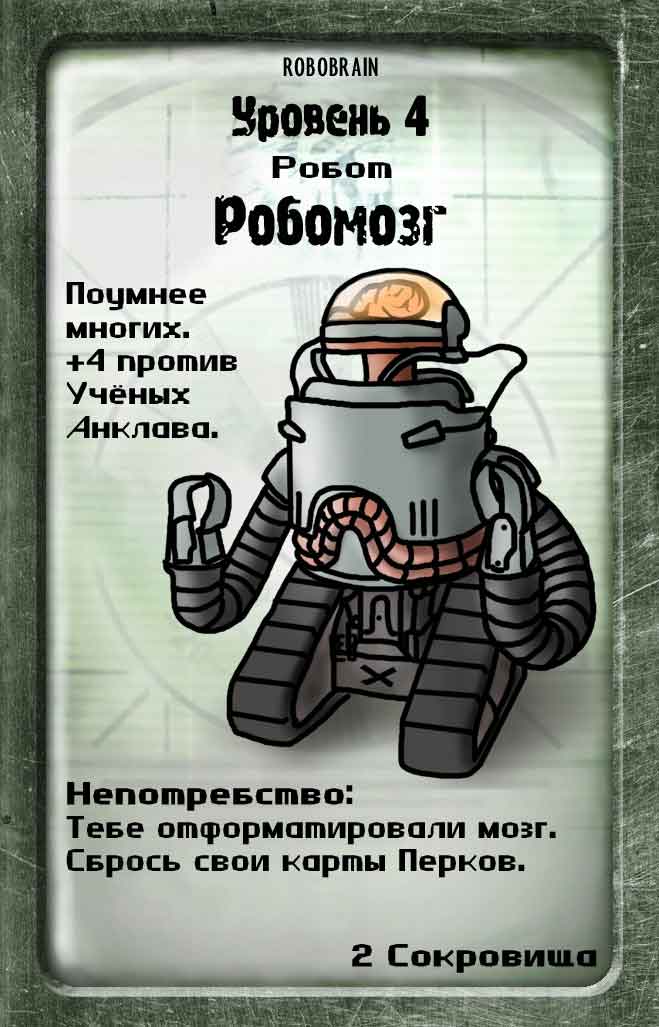 ROBOBRAIN
Уровень 4
Робот
Робомозг
Поумнее
многих.
+4 против
Учёных
Анклава.
Непотребство:
Тебе отформатировали мозг.
Сбрось свои карты Перков.
2 Сокровища